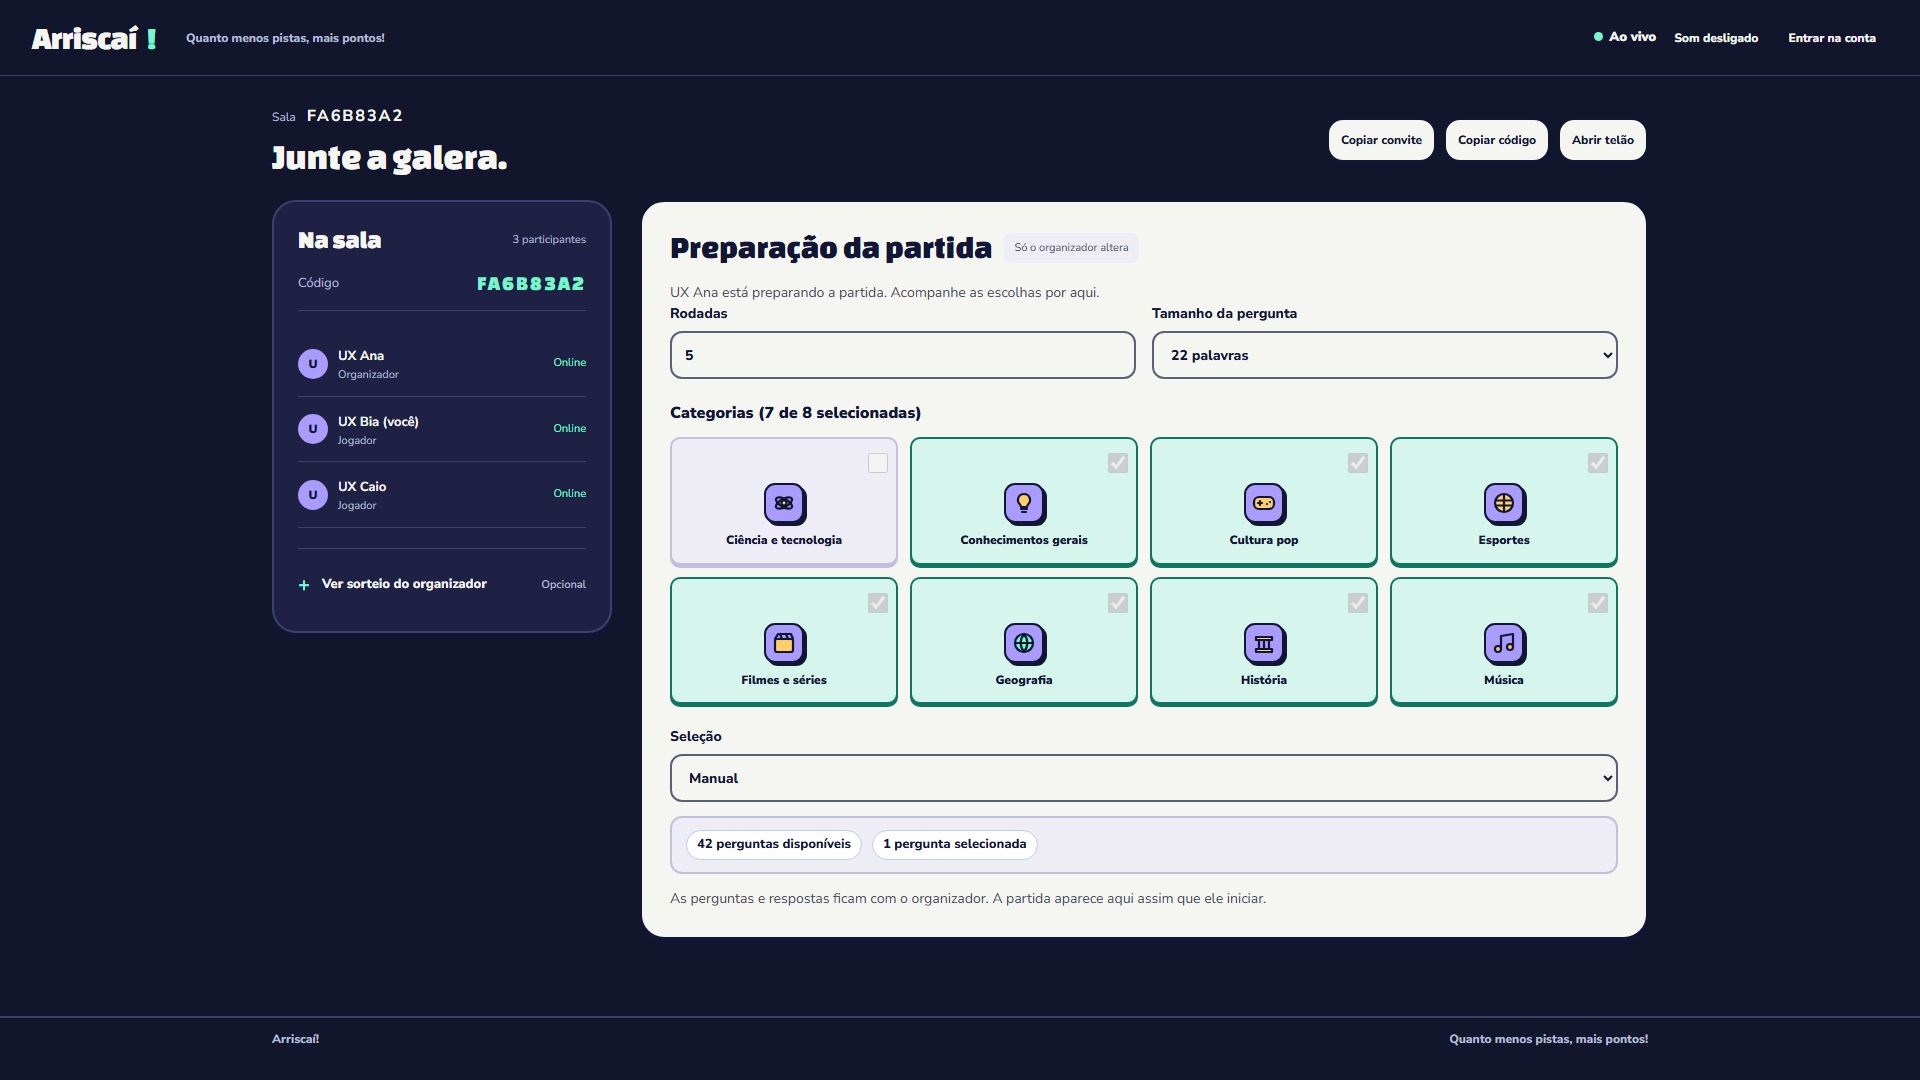 Arriscaí !
Quanto menos pistas, mais pontos!
Ao vivo
Som desligado
Entrar na conta
Sala FA6B83A2
Junte a galera.
Copiar convite
Copiar código
Abrir telão
Na sala
3 participantes
Código
FA6B83A2
U
UX Ana
Organizador
Online
U
UX Bia (você)
Jogador
Online
U
UX Caio
Jogador
Online
+ Ver sorteio do organizador
Opcional
Preparação da partida
Só o organizador altera
UX Ana está preparando a partida. Acompanhe as escolhas por aqui.
Rodadas
5
Tamanho da pergunta
22 palavras
Categorias (7 de 8 selecionadas)
Ciência e tecnologia
Conhecimentos gerais
Cultura pop
Esportes
Filmes e séries
Geografia
História
Música
Seleção
Manual
42 perguntas disponíveis
1 pergunta selecionada
As perguntas e respostas ficam com o organizador. A partida aparece aqui assim que ele iniciar.
Arriscaí!
Quanto menos pistas, mais pontos!